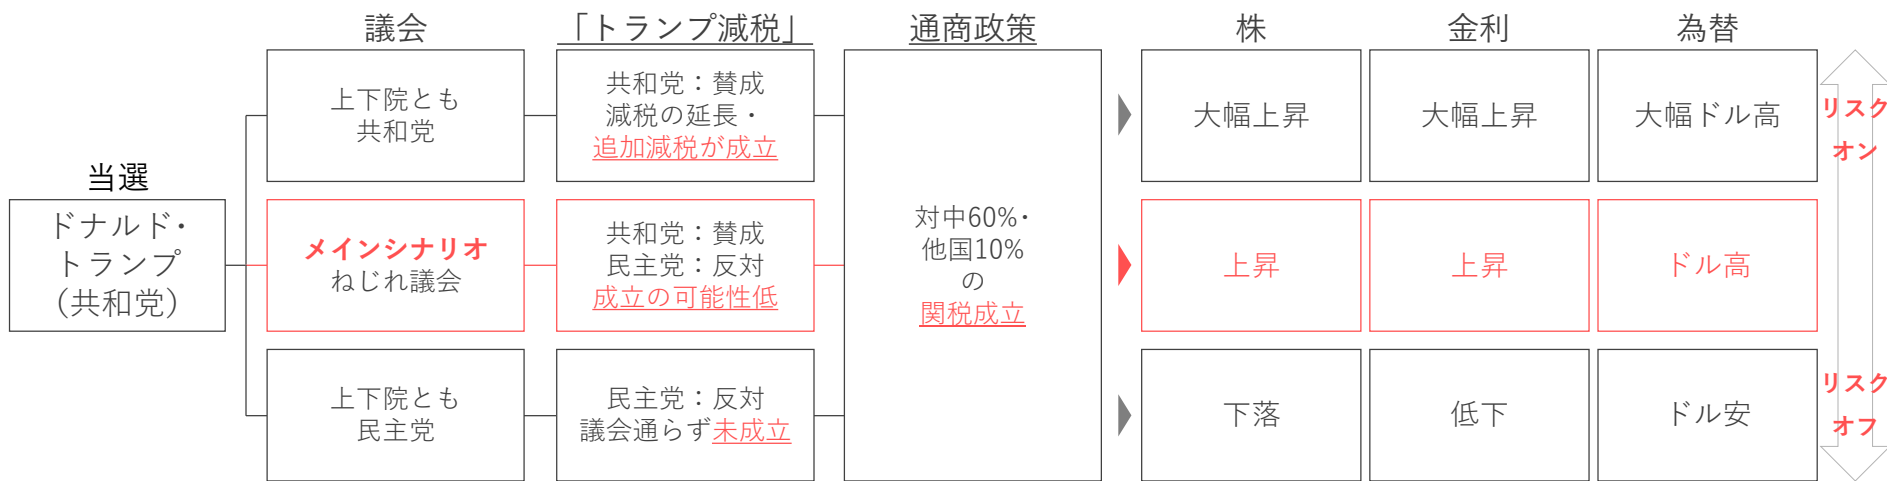 議会
「トランプ減税」
通商政策
株
金利
為替
当選
ドナルド・
トランプ
（共和党）
上下院とも
共和党
共和党：賛成
減税の延長・
追加減税が成立
大幅上昇
大幅上昇
大幅ドル高
リスク
オン
メインシナリオ
ねじれ議会
共和党：賛成
民主党：反対
成立の可能性低
対中60%・
他国10%
の
関税成立
上昇
上昇
ドル高
上下院とも
民主党
民主党：反対
議会通らず未成立
下落
低下
ドル安
リスク
オフ